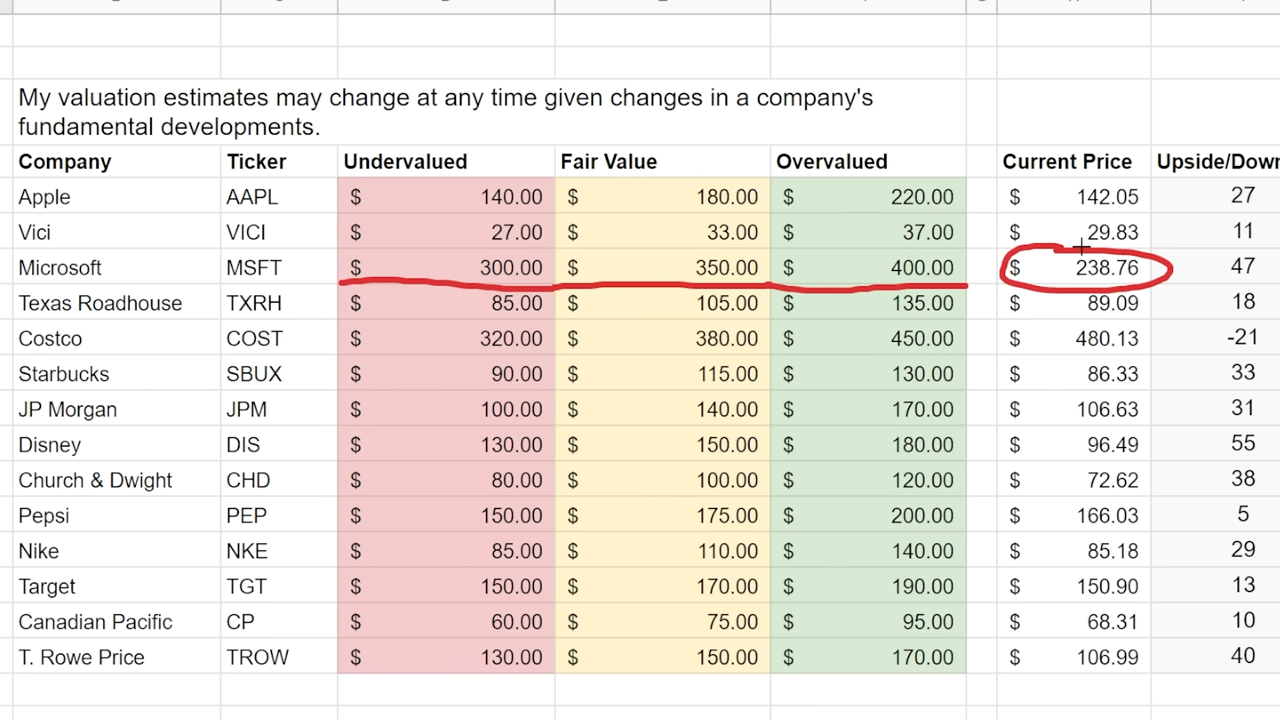 My valuation estimates may change at any time given changes in a company's
fundamental developments.
Company Ticker Undervalued Fair Value Overvalued Current Price Upside/Down
Apple AAPL $ 140.00 $ 180.00 $ 220.00 $ 142.05 27
Vici VICI $ 27.00 $ 33.00 $ 37.00 $ 29.83 11
Microsoft MSFT $ 300.00 $ 350.00 $ 400.00 $ 238.76 47
Texas Roadhouse TXRH $ 85.00 $ 105.00 $ 135.00 $ 89.09 18
Costco COST $ 320.00 $ 380.00 $ 450.00 $ 480.13 -21
Starbucks SBUX $ 90.00 $ 115.00 $ 130.00 $ 86.33 33
JP Morgan JPM $ 100.00 $ 140.00 $ 170.00 $ 106.63 31
Disney DIS $ 130.00 $ 150.00 $ 180.00 $ 96.49 55
Church & Dwight CHD $ 80.00 $ 100.00 $ 120.00 $ 72.62 38
Pepsi PEP $ 150.00 $ 175.00 $ 200.00 $ 166.03 5
Nike NKE $ 85.00 $ 110.00 $ 140.00 $ 85.18 29
Target TGT $ 150.00 $ 170.00 $ 190.00 $ 150.90 13
Canadian Pacific CP $ 60.00 $ 75.00 $ 95.00 $ 68.31 10
T. Rowe Price TROW $ 130.00 $ 150.00 $ 170.00 $ 106.99 40